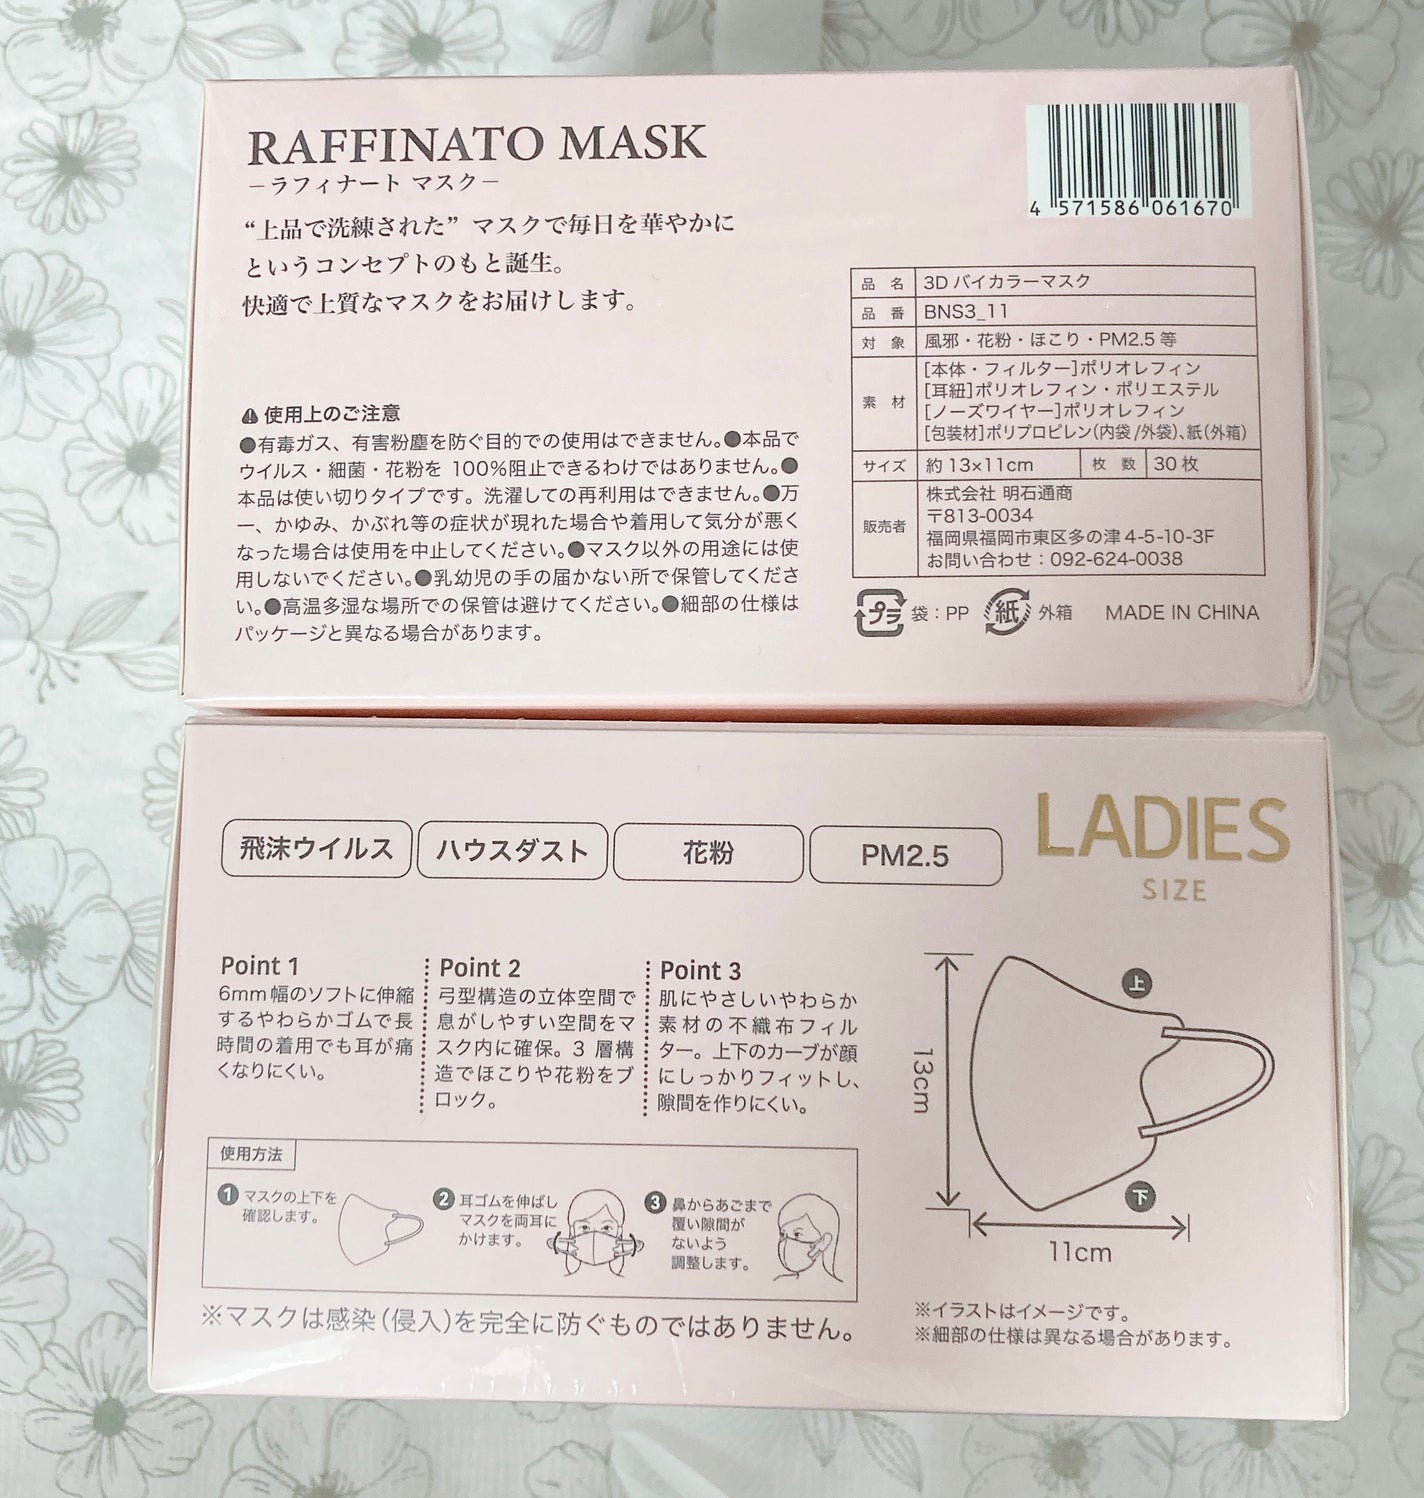 RAFFINATO MASK
－ラフィナート マスク－
“上品で洗練された” マスクで毎日を華やかに
というコンセプトのもと誕生。
快適で上質なマスクをお届けします。
使用上のご注意
●有毒ガス、有害粉塵を防ぐ目的での使用はできません。●本品で
ウイルス・細菌・花粉を 100%阻止できるわけではありません。●
本品は使い切りタイプです。洗濯しての再利用はできません。●万
一、かゆみ、かぶれ等の症状が現れた場合や着用して気分が悪く
なった場合は使用を中止してください。●マスク以外の用途には使
用しないでください。●乳幼児の手の届かない所で保管してくださ
い。●高温多湿な場所での保管は避けてください。●細部の仕様は
パッケージと異なる場合があります。
4 571586 061670
品 名 3D バイカラーマスク
品 番 BNS3_11
対 象 風邪・花粉・ほこり・PM2.5 等
素 材 [本体・フィルター]ポリオレフィン
[耳紐]ポリオレフィン・ポリエステル
[ノーズワイヤー]ポリオレフィン
[包装材]ポリプロピレン(内袋/外袋)、紙(外箱)
サイズ 約 13×11cm 枚 数 30 枚
販売者 株式会社 明石通商
〒813-0034
福岡県福岡市東区多の津 4-5-10-3F
お問い合わせ：092-624-0038
プラ 袋：PP 紙 外箱 MADE IN CHINA
LADIES
SIZE
飛沫ウイルス ハウスダスト 花粉 PM2.5
Point 1
6mm 幅のソフトに伸縮
するやわらかゴムで長
時間の着用でも耳が痛
くなりにくい。
Point 2
弓型構造の立体空間で
息がしやすい空間をマ
スク内に確保。3 層構
造でほこりや花粉をブ
ロック。
Point 3
肌にやさしいやわらか
素材の不織布フィル
ター。上下のカーブが顔
にしっかりフィットし、
隙間を作りにくい。
上
13cm
下
11cm
使用方法
1 マスクの上下を
確認します。
2 耳ゴムを伸ばし
マスクを両耳に
かけます。
3 鼻からあごまで
覆い隙間が
ないよう
調整します。
※マスクは感染(侵入)を完全に防ぐものではありません。
※イラストはイメージです。
※細部の仕様は異なる場合があります。